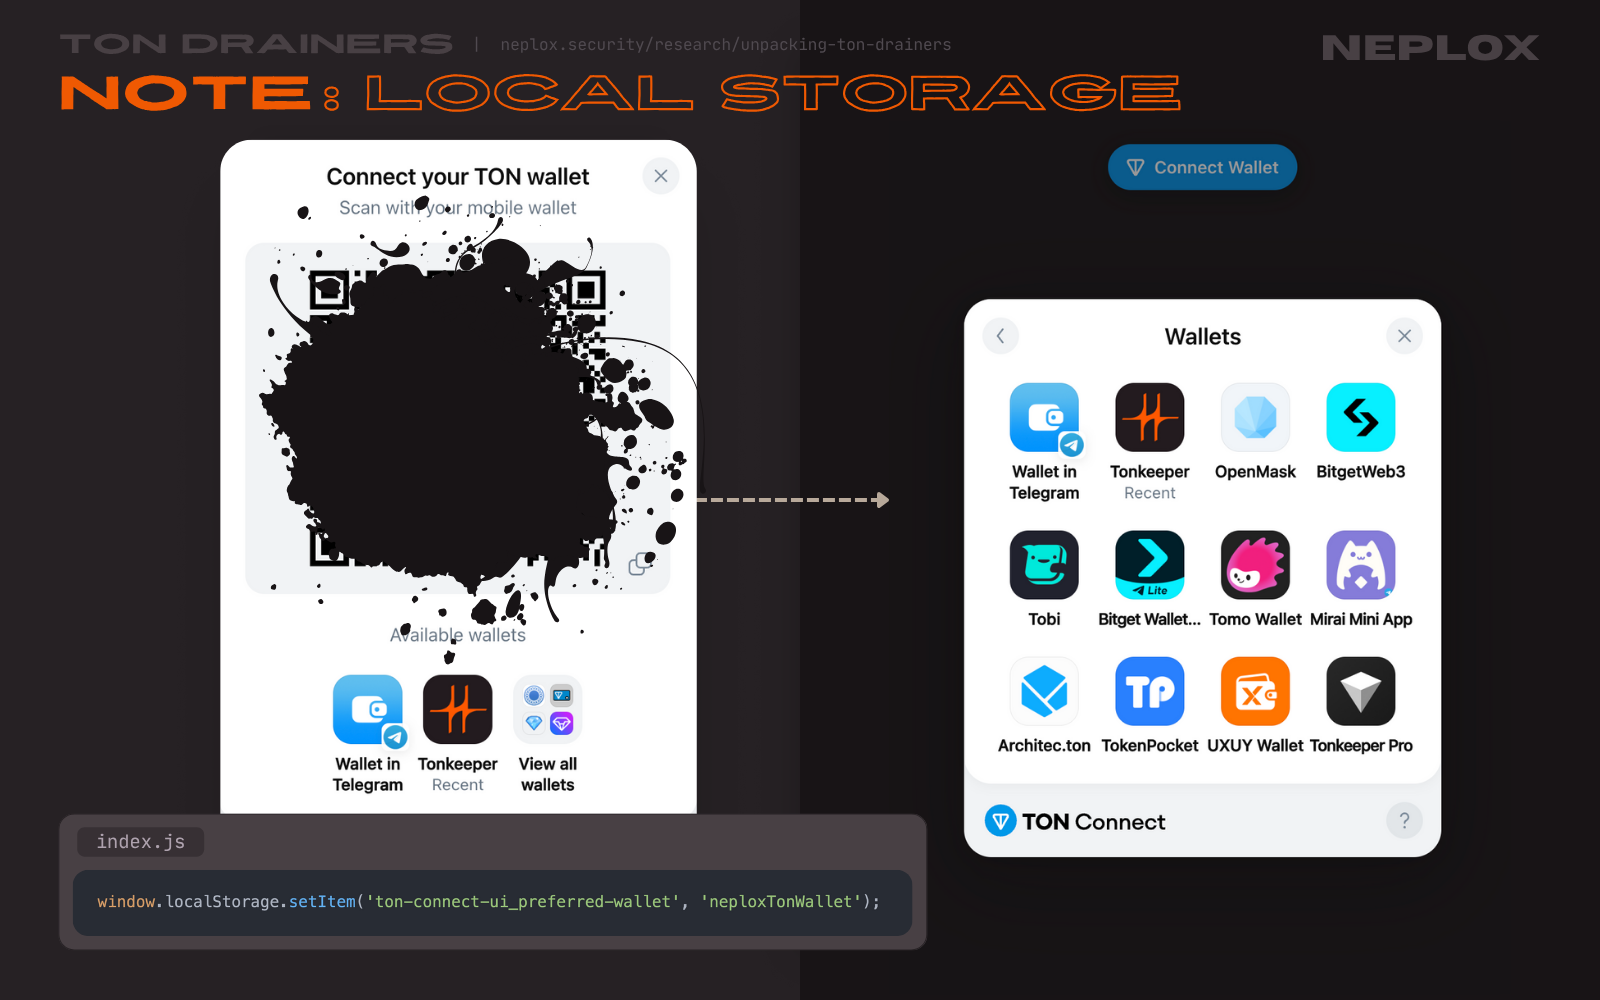 TON DRAINERS | neplox.security/research/unpacking-ton-drainers
NEPLOX
NOTE: LOCAL STORAGE
Connect your TON wallet
Scan with your mobile wallet
Available wallets
Wallet in
Telegram
Tonkeeper
Recent
View all
wallets
index.js
window.localStorage.setItem('ton-connect-ui_preferred-wallet', 'neploxTonWallet');
Connect Wallet
Wallets
Wallet in
Telegram
Tonkeeper
Recent
OpenMask
BitgetWeb3
Tobi
Lite
Bitget Wallet...
Tomo Wallet
Mirai Mini App
Architec.ton
TP
TokenPocket
UXUY Wallet
Tonkeeper Pro
TON Connect
?